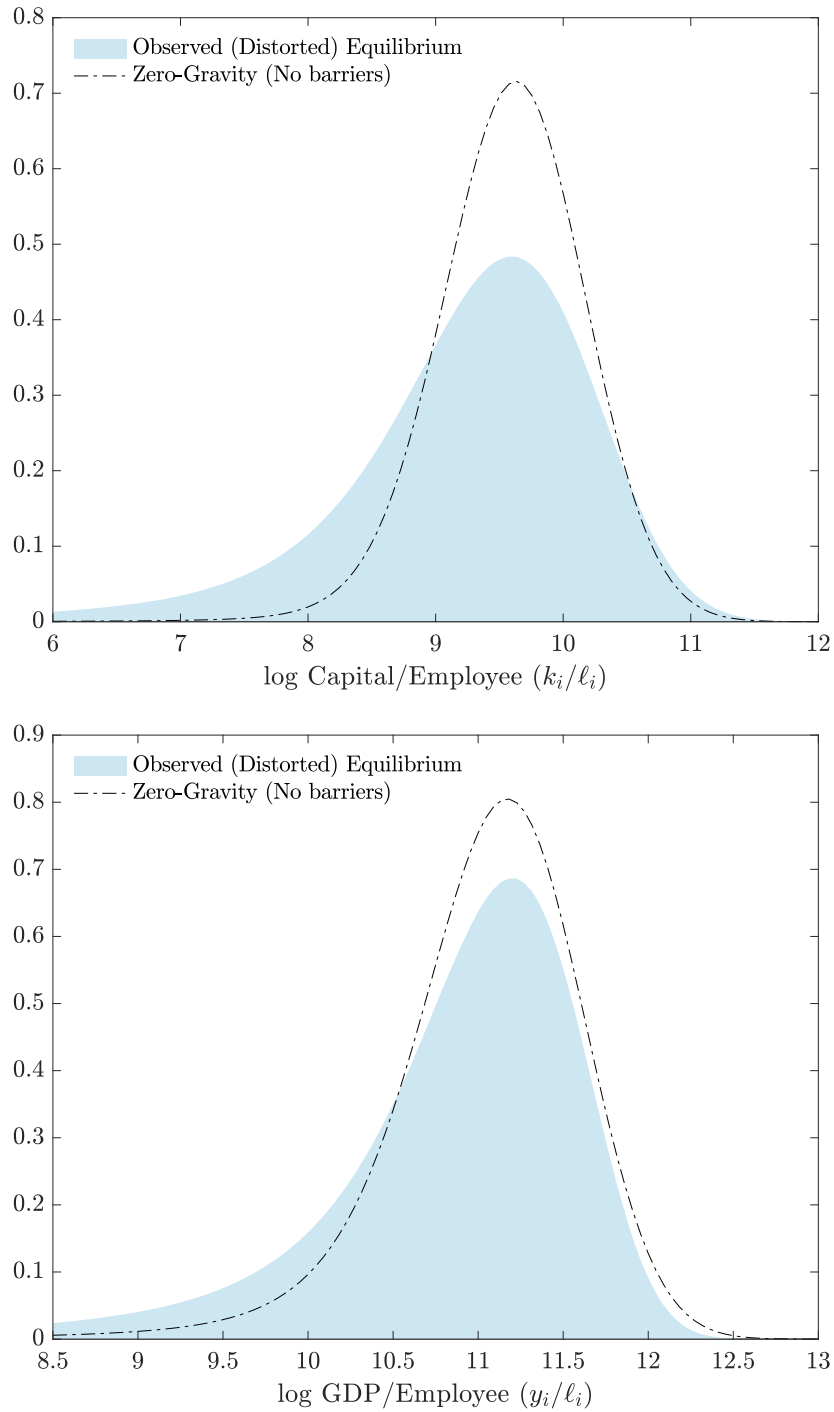 0.8
Observed (Distorted) Equilibrium
Zero-Gravity (No barriers)
0.7
0.6
0.5
0.4
0.3
0.2
0.1
0
6 7 8 9 10 11 12
log Capital/Employee (k_i/ℓ_i)
0.9
Observed (Distorted) Equilibrium
0.8
Zero-Gravity (No barriers)
0.7
0.6
0.5
0.4
0.3
0.2
0.1
0
8.5 9 9.5 10 10.5 11 11.5 12 12.5 13
log GDP/Employee (y_i/ℓ_i)